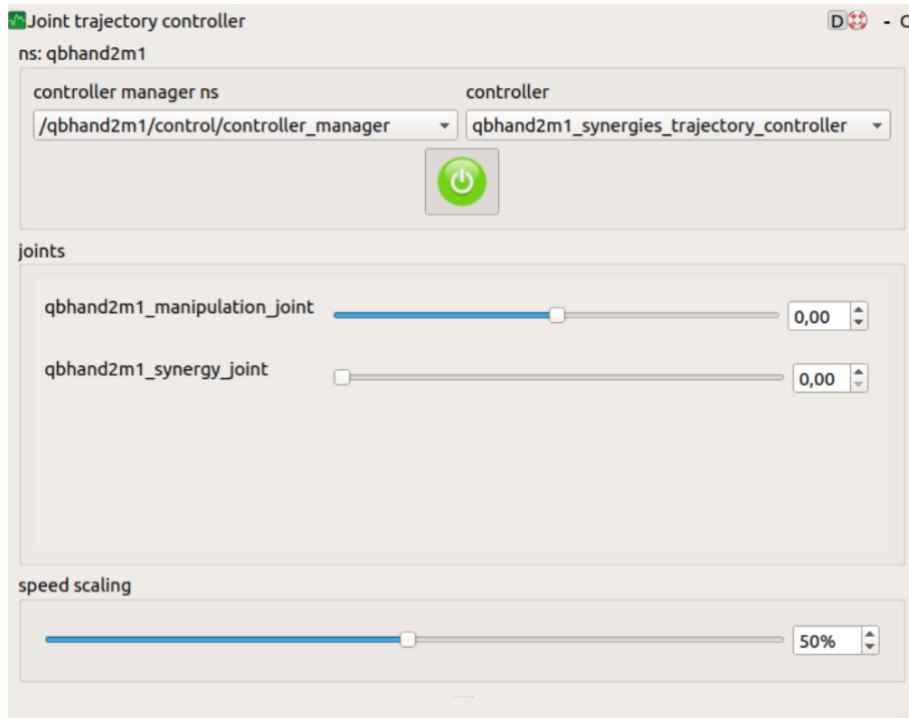 Joint trajectory controller D - C
ns: qbhand2m1
controller manager ns controller
/qbhand2m1/control/controller_manager qbhand2m1_synergies_trajectory_controller
joints
qbhand2m1_manipulation_joint 0,00
qbhand2m1_synergy_joint 0,00
speed scaling
50%